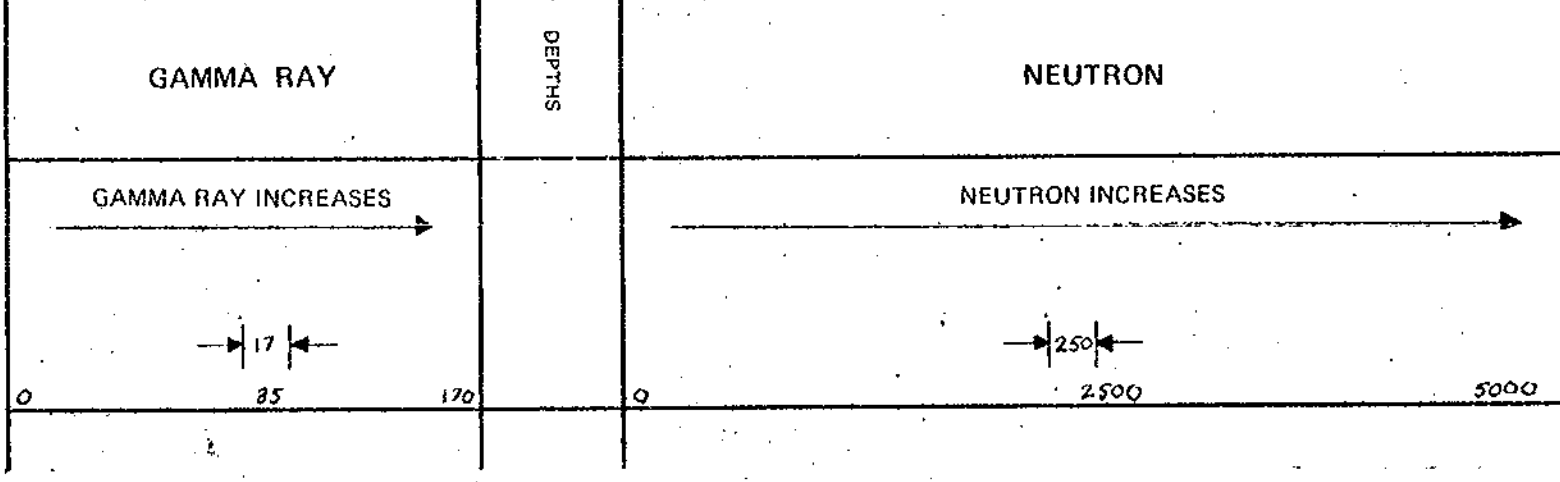 GAMMA RAY
DEPTHS
NEUTRON
GAMMA RAY INCREASES
NEUTRON INCREASES
17
250
0 85 170
0 2500 5000